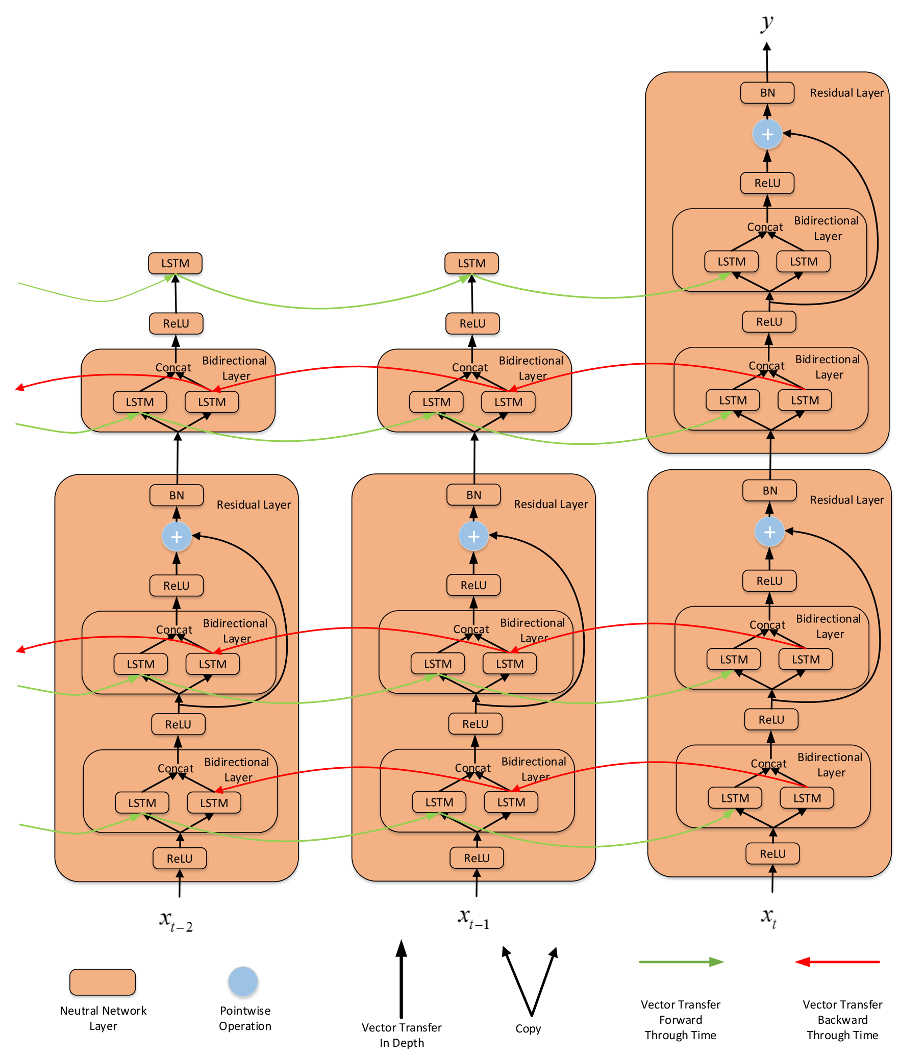 y
BN
Residual Layer
+
ReLU
Concat
Bidirectional
Layer
LSTM
LSTM
ReLU
Concat
Bidirectional
Layer
LSTM
LSTM
LSTM
ReLU
Concat
Bidirectional
Layer
LSTM
LSTM
LSTM
ReLU
Concat
Bidirectional
Layer
LSTM
LSTM
BN
Residual Layer
+
ReLU
Concat
Bidirectional
Layer
LSTM
LSTM
ReLU
Concat
Bidirectional
Layer
LSTM
LSTM
ReLU
x_{t-2}
BN
Residual Layer
+
ReLU
Concat
Bidirectional
Layer
LSTM
LSTM
ReLU
Concat
Bidirectional
Layer
LSTM
LSTM
ReLU
x_{t-1}
BN
Residual Layer
+
ReLU
Concat
Bidirectional
Layer
LSTM
LSTM
ReLU
Concat
Bidirectional
Layer
LSTM
LSTM
ReLU
x_t
Neutral Network
Layer
Pointwise
Operation
Vector Transfer
In Depth
Copy
Vector Transfer
Forward
Through Time
Vector Transfer
Backward
Through Time